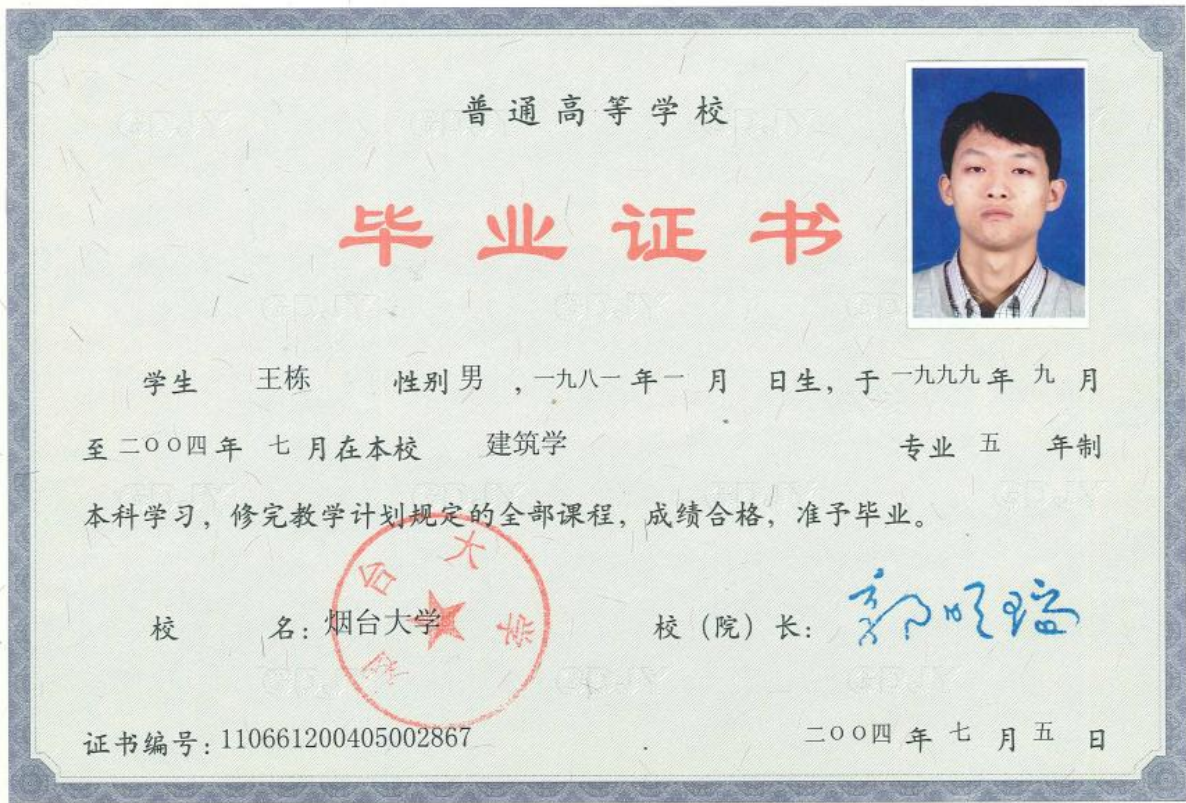 普通高等学校
毕业证书
学生 王栋 性别 男 ，一九八一 年 一 月 日生，于 一九九九 年 九 月
至 二○○四 年 七 月在本校 建筑学 专业 五 年制
本科学习，修完教学计划规定的全部课程，成绩合格，准予毕业。
烟台大学
校 名：烟台大学 校（院）长：
证书编号：110661200405002867 二○○四 年 七 月 五 日